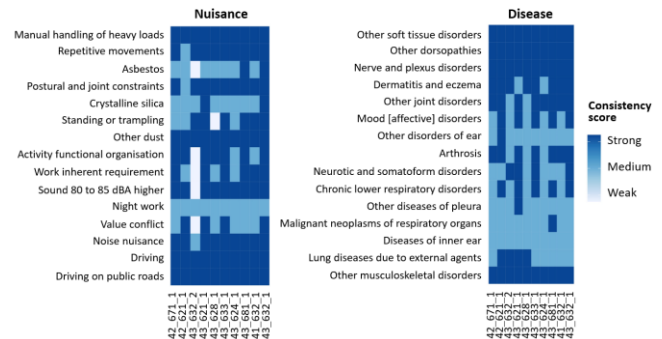 Nuisance
Manual handling of heavy loads
Repetitive movements
Asbestos
Postural and joint constraints
Crystalline silica
Standing or trampling
Other dust
Activity functional organisation
Work inherent requirement
Sound 80 to 85 dBA higher
Night work
Value conflict
Noise nuisance
Driving
Driving on public roads
42_671_1
42_621_1
43_632_2
43_621_1
43_628_1
43_633_1
43_624_1
43_681_1
41_632_1
43_632_1
Disease
Other soft tissue disorders
Other dorsopathies
Nerve and plexus disorders
Dermatitis and eczema
Other joint disorders
Mood [affective] disorders
Other disorders of ear
Arthrosis
Neurotic and somatoform disorders
Chronic lower respiratory disorders
Other diseases of pleura
Malignant neoplasms of respiratory organs
Diseases of inner ear
Lung diseases due to external agents
Other musculoskeletal disorders
42_671_1
42_621_1
43_632_2
43_621_1
43_628_1
43_633_1
43_624_1
43_681_1
41_632_1
43_632_1
Consistency
score
Strong
Medium
Weak